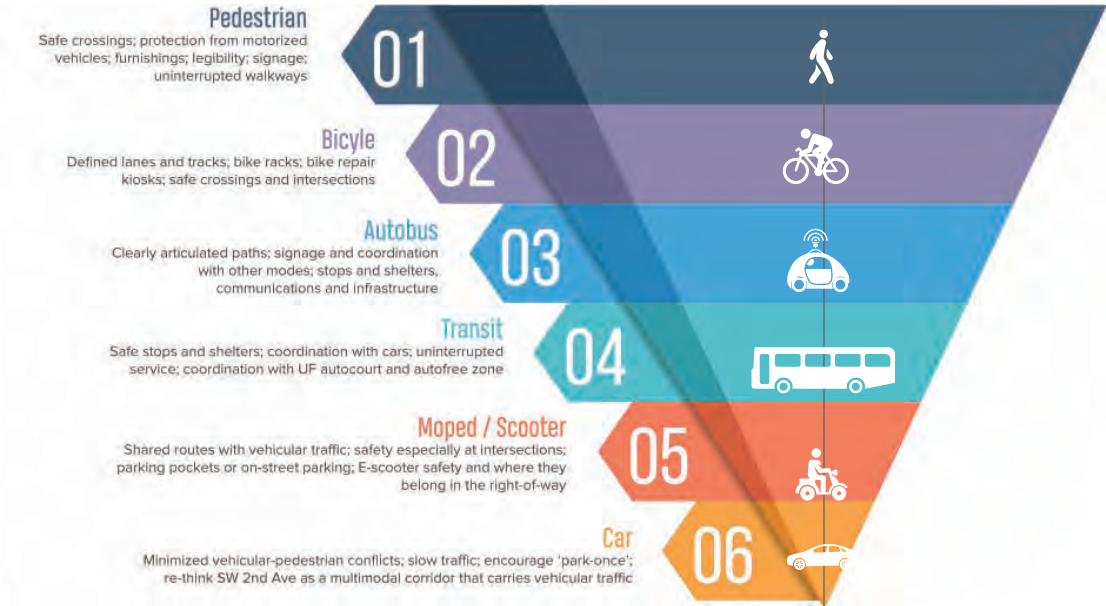 Pedestrian
Safe crossings; protection from motorized
vehicles; furnishings; legibility; signage;
uninterrupted walkways
01
Bicyle
Defined lanes and tracks; bike racks; bike repair
kiosks; safe crossings and intersections
02
Autobus
Clearly articulated paths; signage and coordination
with other modes; stops and shelters,
communications and infrastructure
03
Transit
Safe stops and shelters; coordination with cars; uninterrupted
service; coordination with UF autocourt and autofree zone
04
Moped / Scooter
Shared routes with vehicular traffic; safety especially at intersections;
parking pockets or on-street parking; E-scooter safety and where they
belong in the right-of-way
05
Car
Minimized vehicular-pedestrian conflicts; slow traffic; encourage ‘park-once’;
re-think SW 2nd Ave as a multimodal corridor that carries vehicular traffic
06